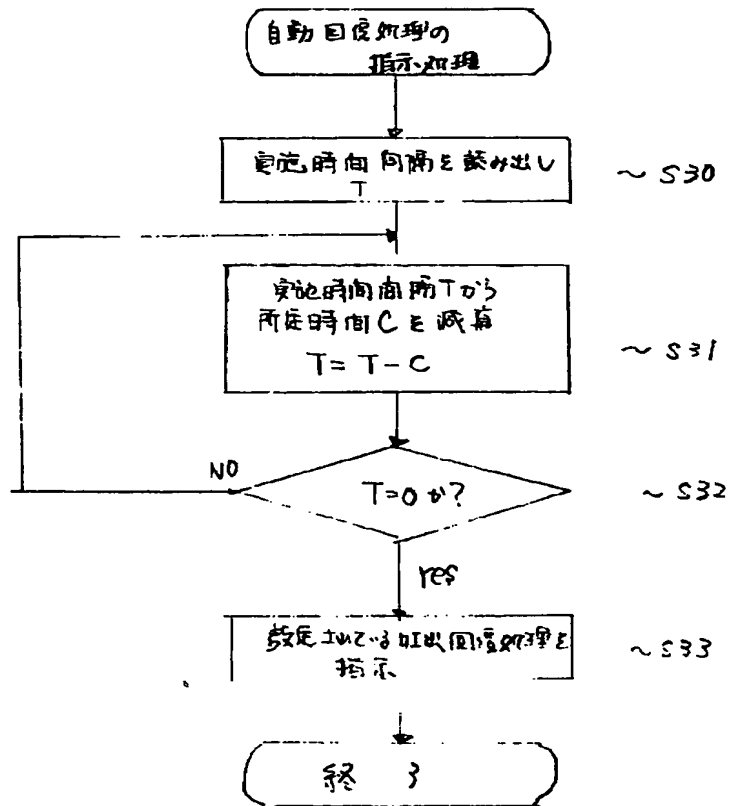 自動回復処理の
指示処理
実施時間間隔を読み出し
T
~ S30
実施時間間隔Tから
所定時間Cを減算
T = T - C
~ S31
NO
T=0か?
~ S32
Yes
設定されている 回復処理を
指示
~ S33
終 了